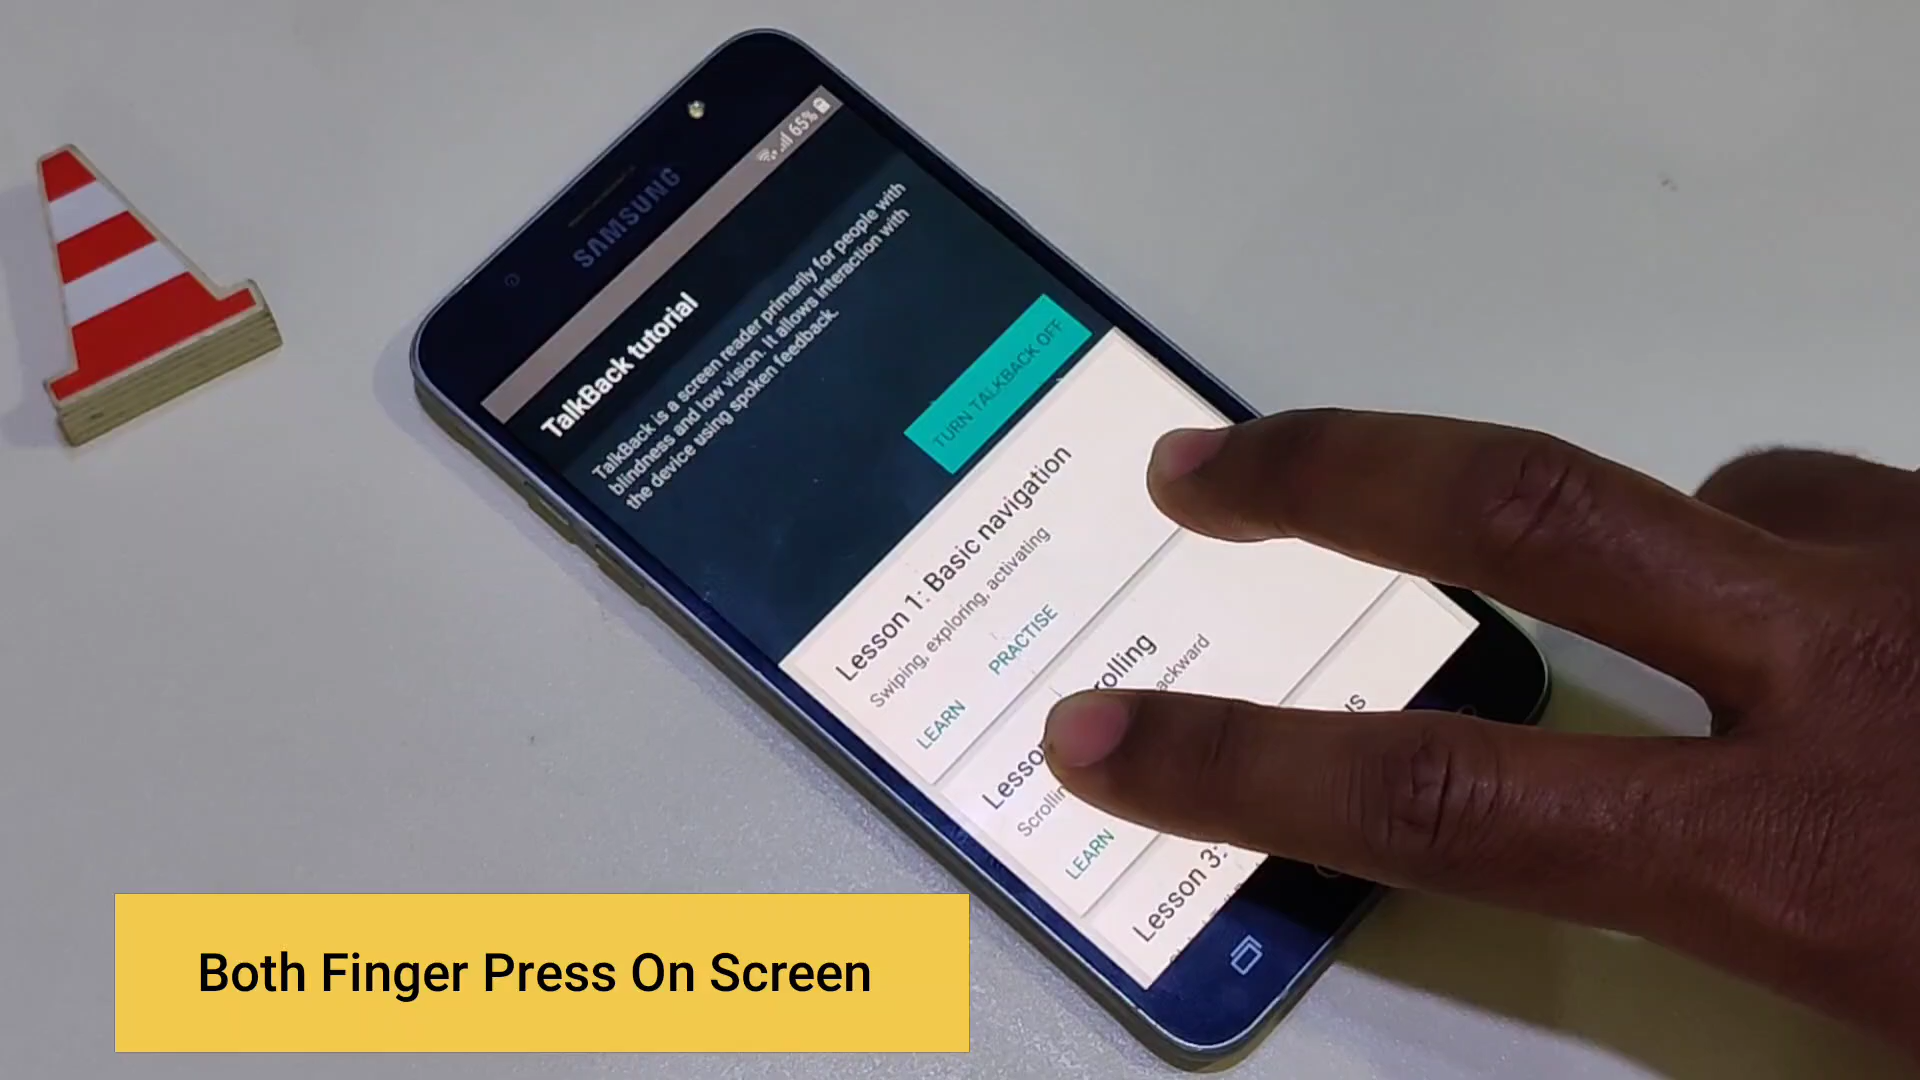 65%
SAMSUNG
TalkBack tutorial
TalkBack is a screen reader primarily for people with
blindness and low vision. It allows interaction with
the device using spoken feedback.
TURN TALKBACK OFF
Lesson 1: Basic navigation
Swiping, exploring, activating
LEARN PRACTISE
Lesso rolling
Scrollin ackward
LEARN
Lesson 3:
Both Finger Press On Screen